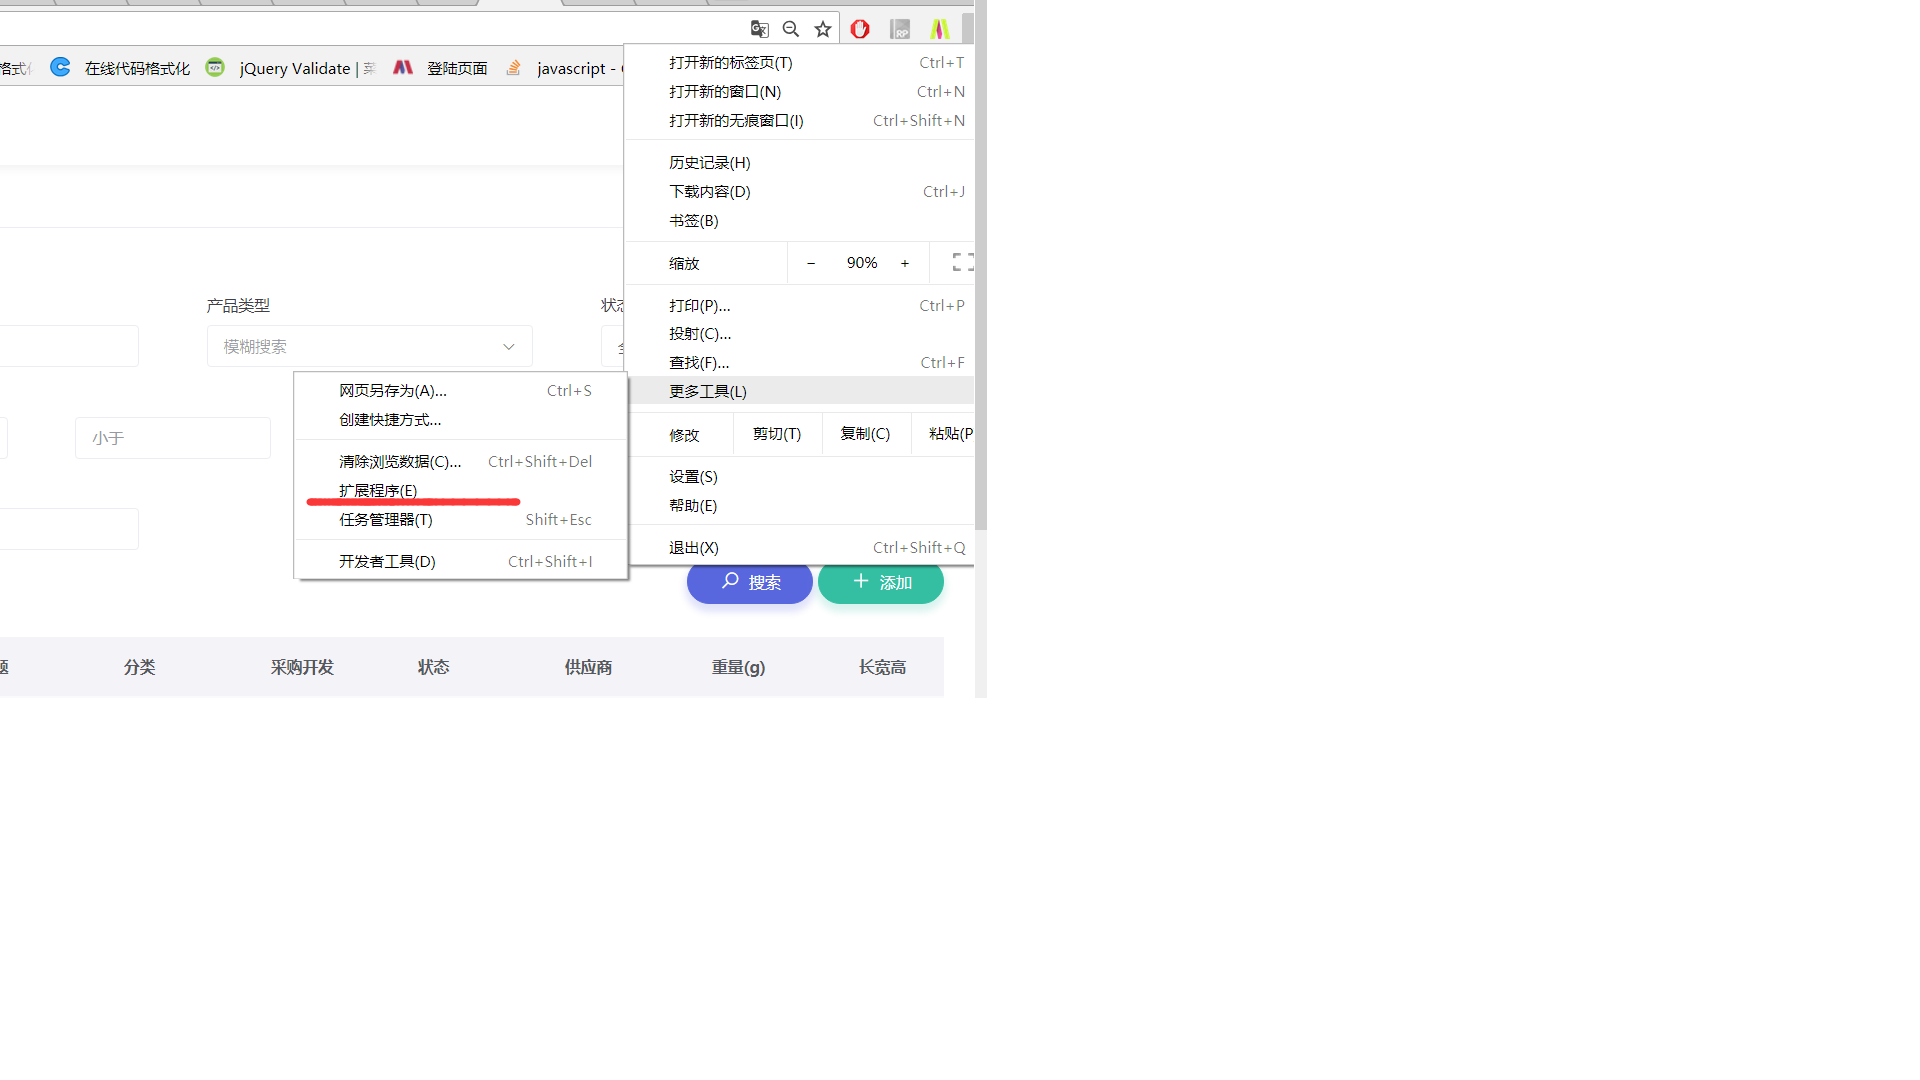 在线代码格式化 jQuery Validate | 登陆页面 javascript -
打开新的标签页(T) Ctrl+T
打开新的窗口(N) Ctrl+N
打开新的无痕窗口(I) Ctrl+Shift+N
历史记录(H)
下载内容(D) Ctrl+J
书签(B)
缩放 − 90% +
产品类型
打印(P)... Ctrl+P
投射(C)...
模糊搜索
查找(F)... Ctrl+F
更多工具(L)
网页另存为(A)... Ctrl+S
创建快捷方式...
修改 剪切(T) 复制(C) 粘贴(P
小于
清除浏览数据(C)... Ctrl+Shift+Del
设置(S)
扩展程序(E)
帮助(E)
任务管理器(T) Shift+Esc
退出(X) Ctrl+Shift+Q
开发者工具(D) Ctrl+Shift+I
搜索 添加
分类 采购开发 状态 供应商 重量(g) 长宽高